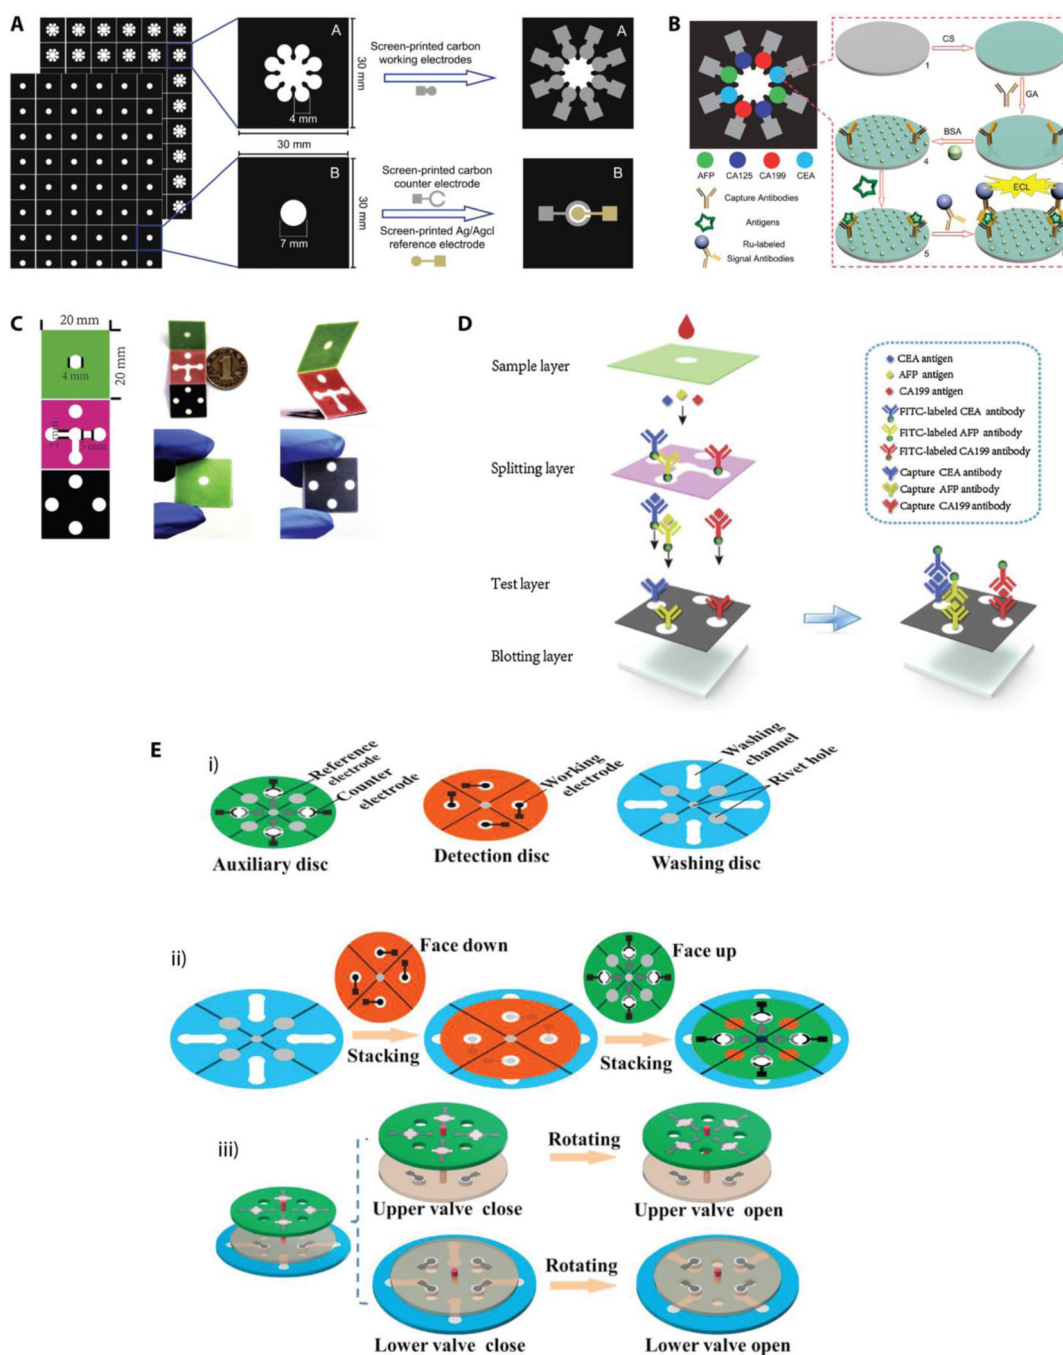 A
A
30 mm
4 mm
30 mm
Screen-printed carbon
working electrodes
A
B
30 mm
7 mm
Screen-printed carbon
counter electrode
Screen-printed Ag/Agcl
reference electrode
B
B
AFP CA125 CA199 CEA
Capture Antibodies
Antigens
Ru-labeled
Signal Antibodies
CS
1
GA
BSA
4
ECL
5
C
20 mm
4 mm
20 mm
D
Sample layer
Splitting layer
Test layer
Blotting layer
CEA antigen
AFP antigen
CA199 antigen
FITC-labeled CEA antibody
FITC-labeled AFP antibody
FITC-labeled CA199 antibody
Capture CEA antibody
Capture AFP antibody
Capture CA199 antibody
E
i)
Reference
electrode
Counter
electrode
Auxiliary disc
Working
electrode
Detection disc
Washing
channel
Rivet hole
Washing disc
ii)
Face down
Stacking
Face up
Stacking
iii)
Upper valve close
Rotating
Upper valve open
Lower valve close
Rotating
Lower valve open